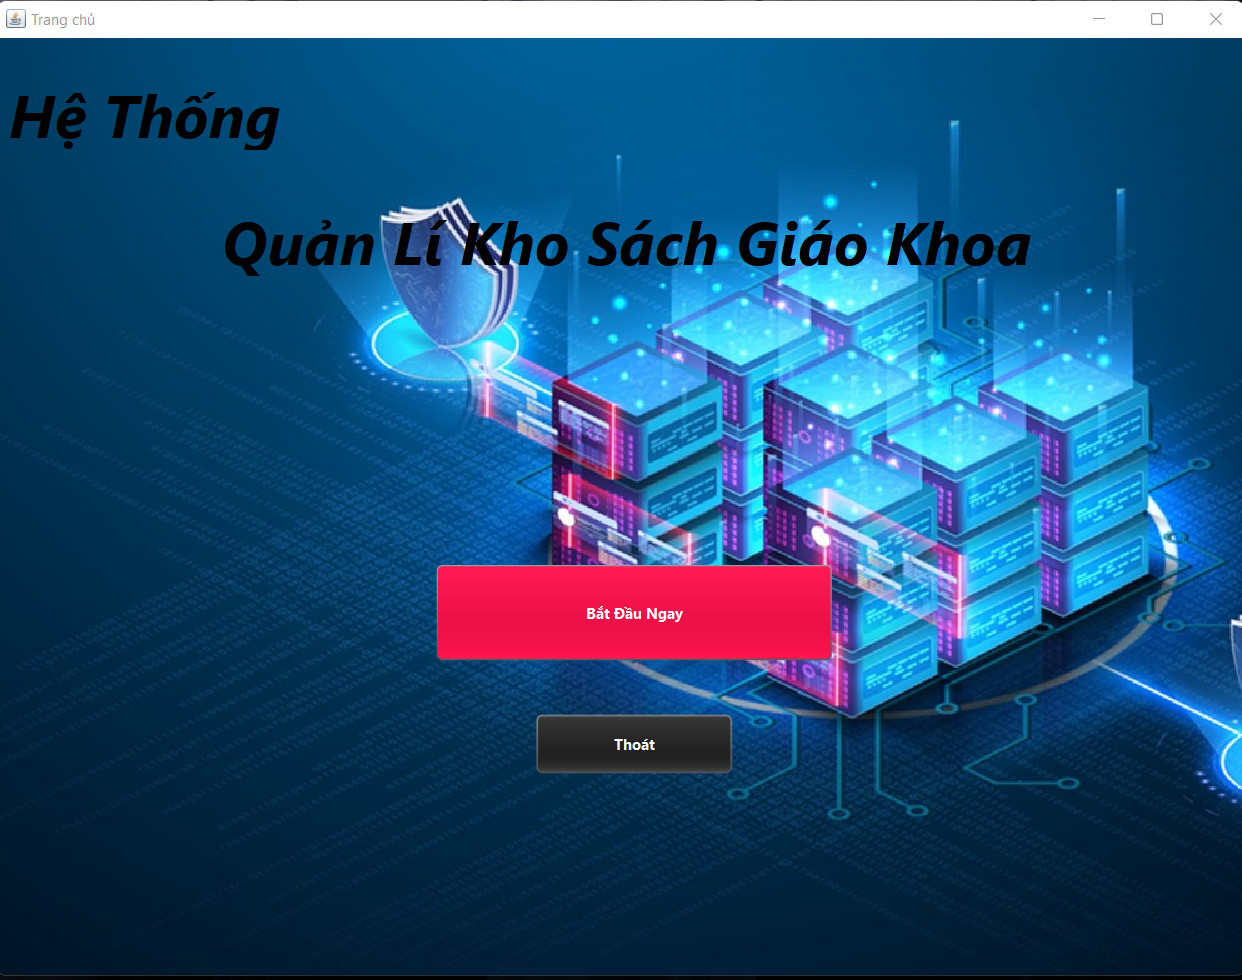 Trang chủ
Hệ Thống
Quản Lí Kho Sách Giáo Khoa
Bắt Đầu Ngay
Thoát